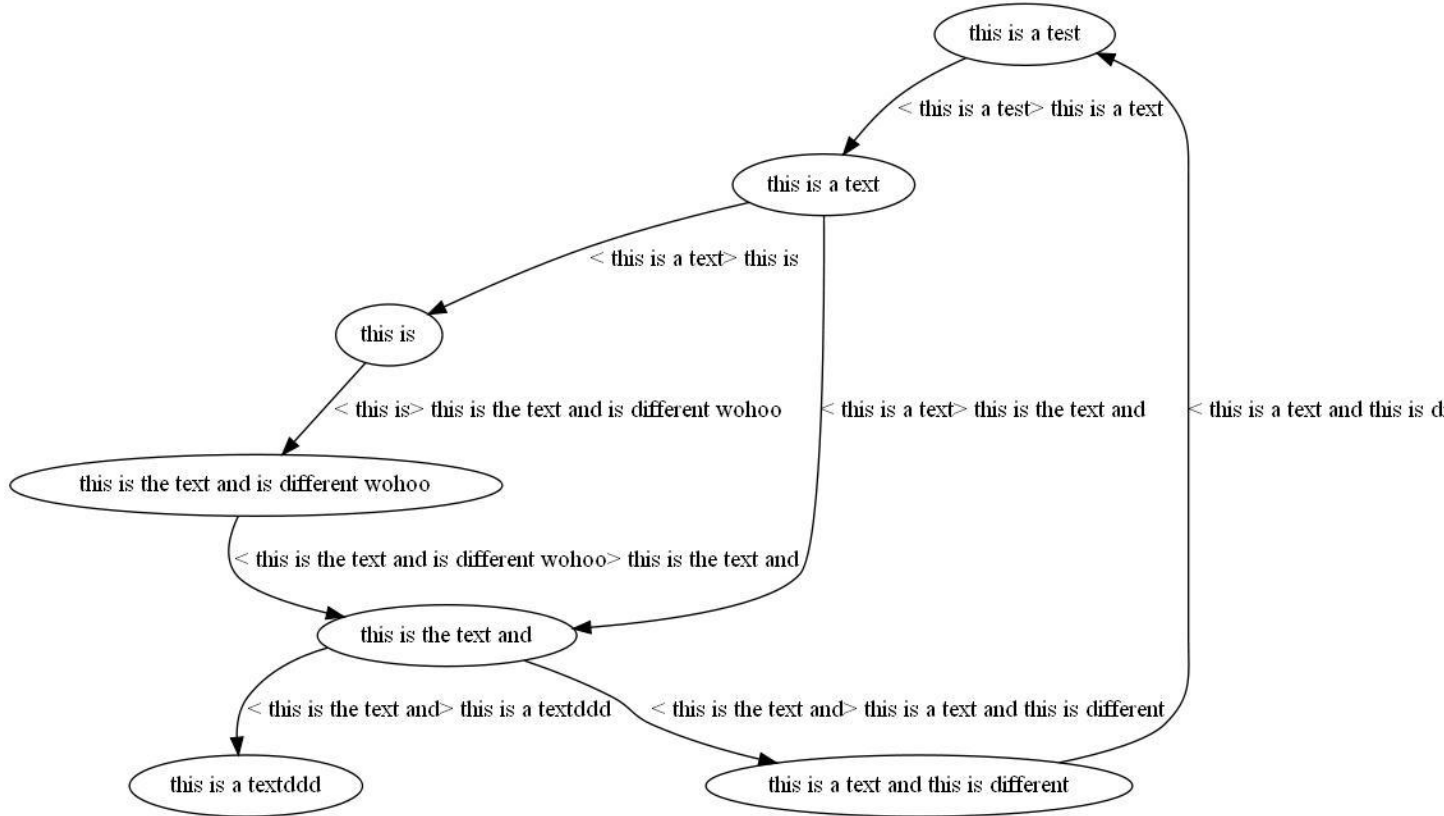 this is a test
< this is a test> this is a text
this is a text
< this is a text> this is
this is
< this is> this is the text and is different wohoo
< this is a text> this is the text and
< this is a text and this is d
this is the text and is different wohoo
< this is the text and is different wohoo> this is the text and
this is the text and
< this is the text and> this is a textddd
< this is the text and> this is a text and this is different
this is a textddd
this is a text and this is different